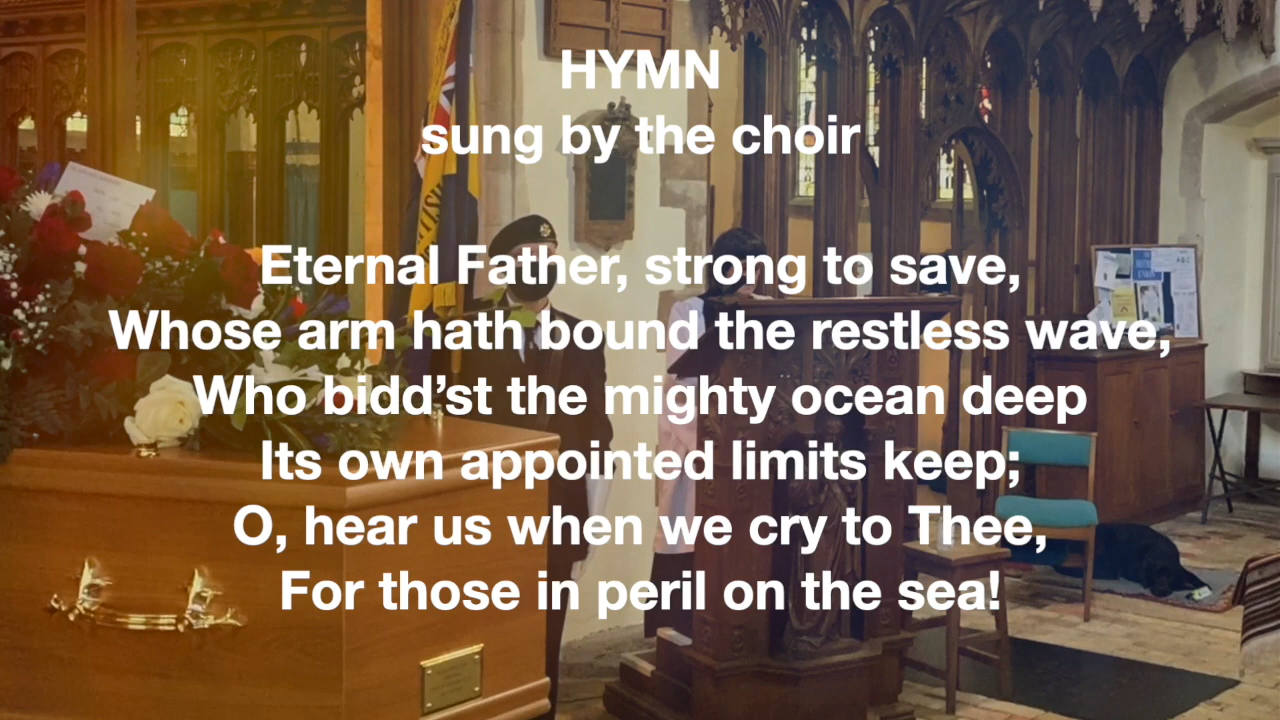 HYMN
sung by the choir
Eternal Father, strong to save,
Whose arm hath bound the restless wave,
Who bidd’st the mighty ocean deep
Its own appointed limits keep;
O, hear us when we cry to Thee,
For those in peril on the sea!